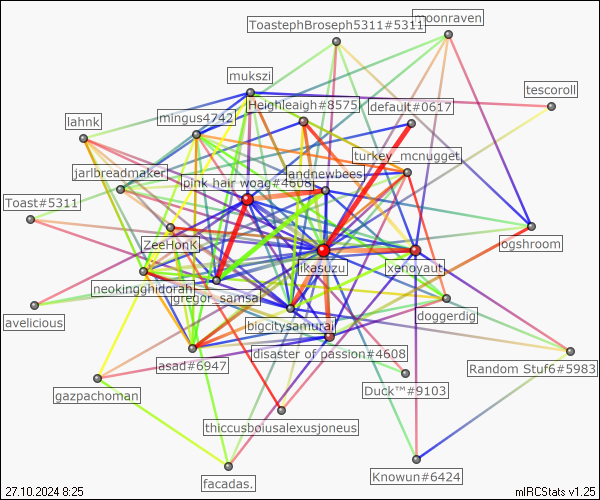 ToastephBroseph5311#5311
moonraven
mukszi
tescoroll
Heighleaigh#8575
default#0617
mingus4742
lahnk
turkey_mcnugget
jarlbreadmaker
andnewbees
pink hair woag#4608
Toast#5311
ogshroom
ZeeHonK
likasuzu
xenoyaut
neokingghidorah
gregor_samsa
doggerdig
avelicious
bigcitysamurai
disaster of passion#4608
asad#6947
Random Stuf6#5983
gazpachoman
Duck™#9103
thiccusboiusalexusjoneus
facadas.
Knowun#6424
27.10.2024 8:25
mIRCStats v1.25